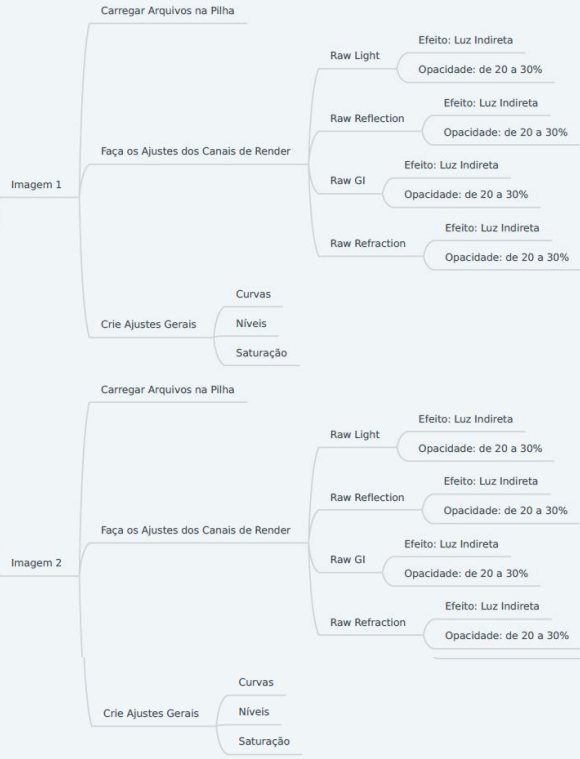 Imagem 1
Carregar Arquivos na Pilha
Faça os Ajustes dos Canais de Render
Raw Light
Efeito: Luz Indireta
Opacidade: de 20 a 30%
Raw Reflection
Efeito: Luz Indireta
Opacidade: de 20 a 30%
Raw GI
Efeito: Luz Indireta
Opacidade: de 20 a 30%
Raw Refraction
Efeito: Luz Indireta
Opacidade: de 20 a 30%
Crie Ajustes Gerais
Curvas
Níveis
Saturação
Imagem 2
Carregar Arquivos na Pilha
Faça os Ajustes dos Canais de Render
Raw Light
Efeito: Luz Indireta
Opacidade: de 20 a 30%
Raw Reflection
Efeito: Luz Indireta
Opacidade: de 20 a 30%
Raw GI
Efeito: Luz Indireta
Opacidade: de 20 a 30%
Raw Refraction
Efeito: Luz Indireta
Opacidade: de 20 a 30%
Crie Ajustes Gerais
Curvas
Níveis
Saturação